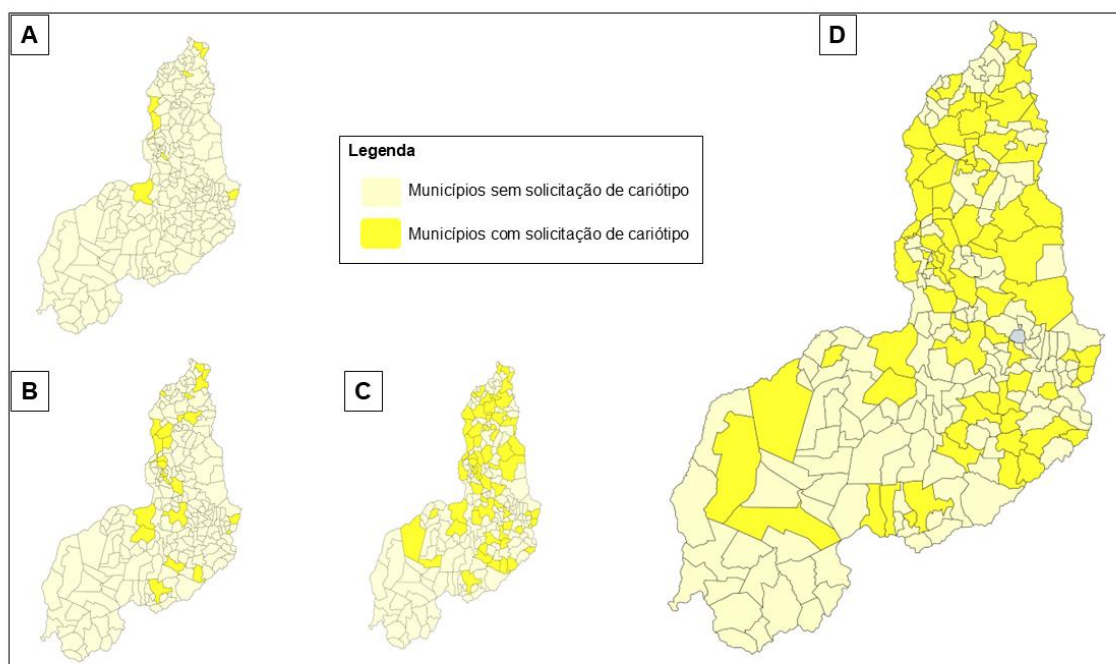 A
D
Legenda
Municípios sem solicitação de cariótipo
Municípios com solicitação de cariótipo
B
C